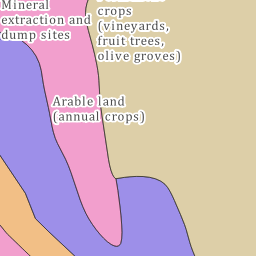 Mineral
extraction and
dump sites
crops
(vineyards,
fruit trees,
olive groves)
Arable land
(annual crops)